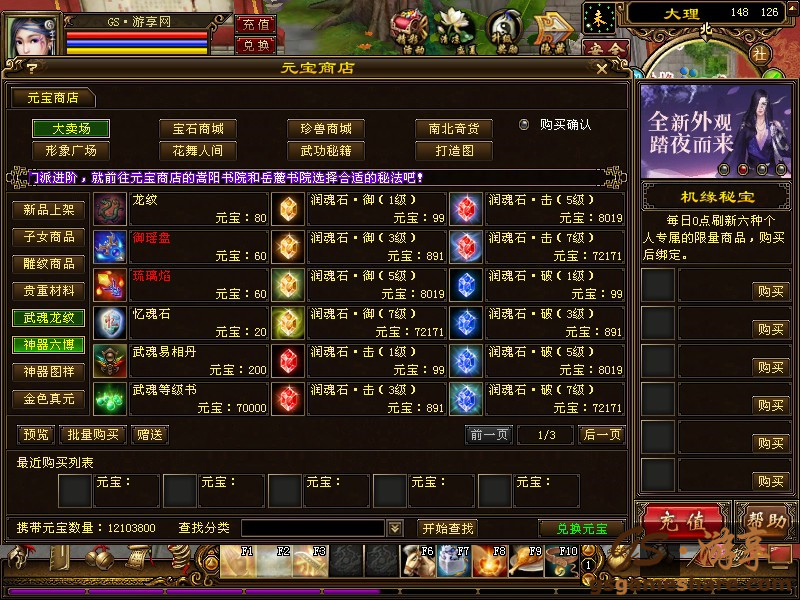 GS·游享网
充值
兑换
安全
大理 148 126
北
未
社
? 元宝商店
元宝商店
大卖场 宝石商城 珍兽商城 南北奇货 购买确认
形象广场 花舞人间 武功秘籍 打造图
门派进阶，就前往元宝商店的嵩阳书院和岳麓书院选择合适的秘法吧！
新品上架
子女商品
雕纹商品
贵重材料
武魂龙纹
神器六博
神器图样
金色真元
龙纹
元宝：80
润魂石·御（1级）
元宝：99
润魂石·击（5级）
元宝：8019
御瑶盘
元宝：60
润魂石·御（3级）
元宝：891
润魂石·击（7级）
元宝：72171
琉璃焰
元宝：60
润魂石·御（5级）
元宝：8019
润魂石·破（1级）
元宝：99
忆魂石
元宝：20
润魂石·御（7级）
元宝：72171
润魂石·破（3级）
元宝：891
武魂易相丹
元宝：200
润魂石·击（1级）
元宝：99
润魂石·破（5级）
元宝：8019
武魂等级书
元宝：70000
润魂石·击（3级）
元宝：891
润魂石·破（7级）
元宝：72171
预览 批量购买 赠送 前一页 1/3 后一页
最近购买列表
元宝： 元宝： 元宝： 元宝： 元宝：
携带元宝数量：12103800 查找分类 开始查找 兑换元宝
全新外观
踏夜而来
机缘秘宝
每日0点刷新六种个
人专属的限量商品，购买
后绑定。
购买
购买
购买
购买
购买
购买
充值 帮助
F1 F2 F3 F6 F7 F8 F9 F10 1